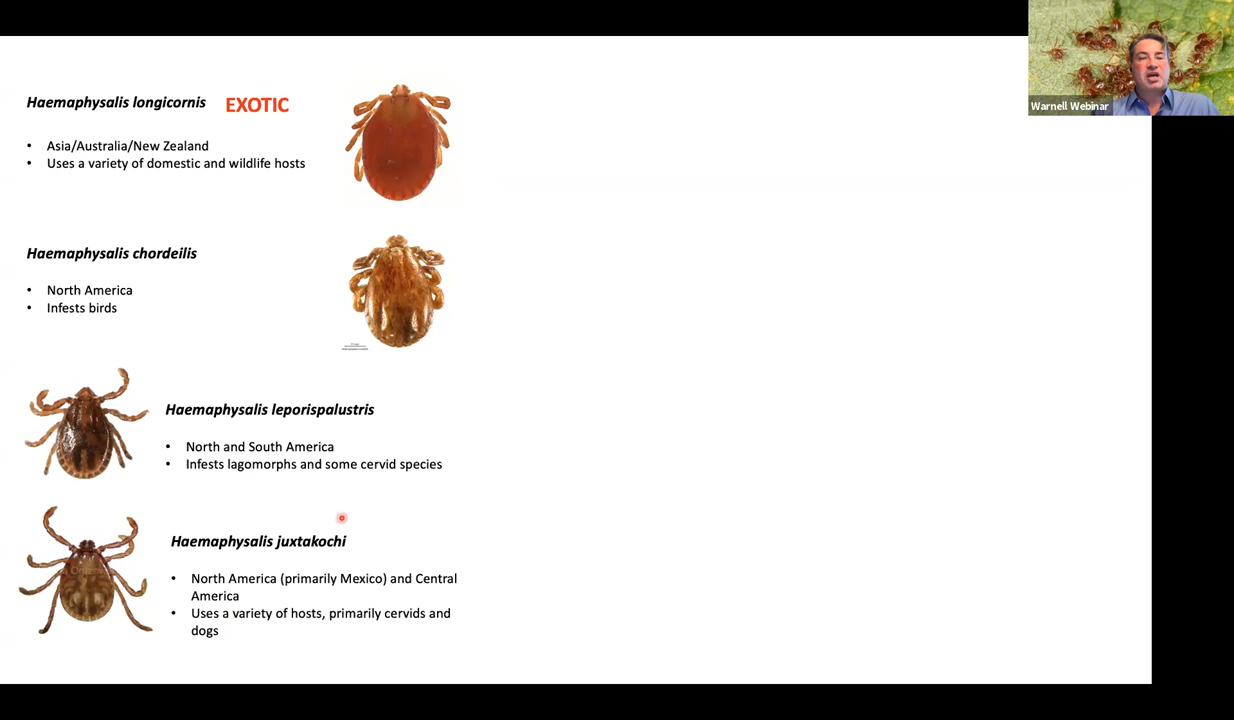 Haemaphysalis longicornis EXOTIC
• Asia/Australia/New Zealand
• Uses a variety of domestic and wildlife hosts
Haemaphysalis chordeilis
• North America
• Infests birds
Haemaphysalis leporispalustris
• North and South America
• Infests lagomorphs and some cervid species
Haemaphysalis juxtakochi
• North America (primarily Mexico) and Central
America
• Uses a variety of hosts, primarily cervids and
dogs
Warnell Webinar